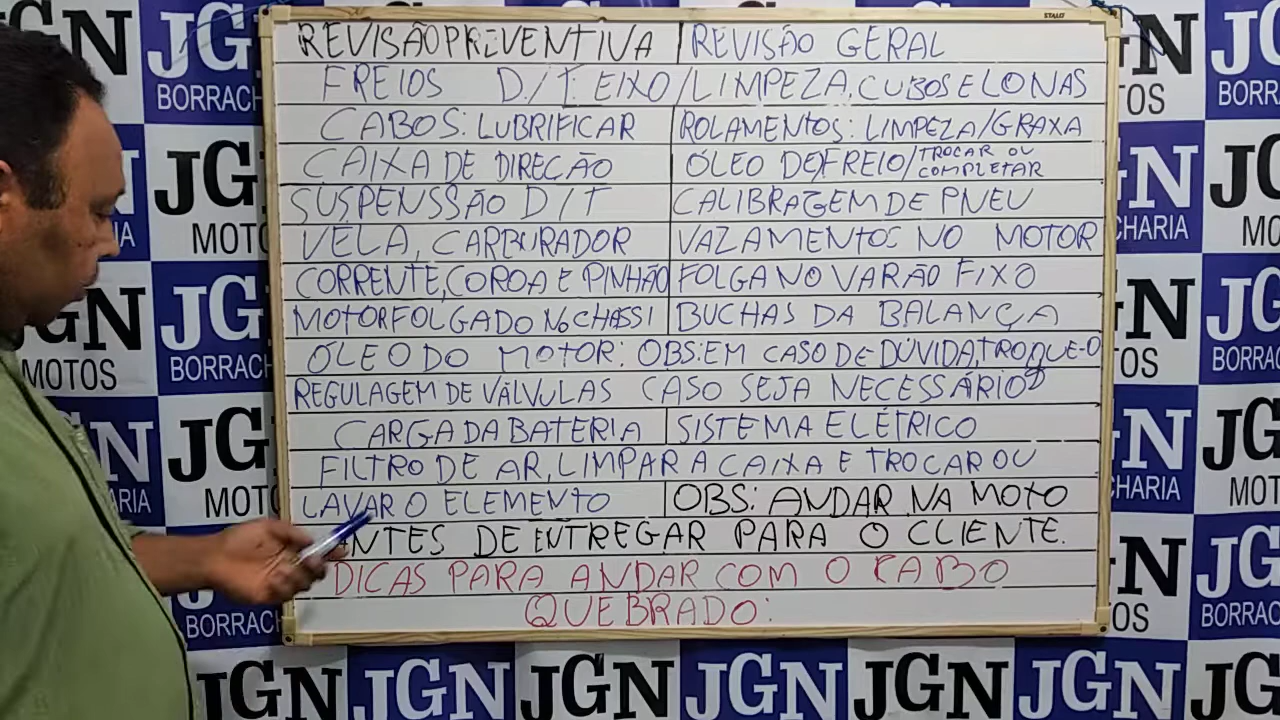 REVISÃO PREVENTIVA | REVISÃO GERAL
FREIOS D/T. EIXO/LIMPEZA, CUBOS E LONAS
CABOS: LUBRIFICAR | ROLAMENTOS: LIMPEZA/GRAXA
CAIXA DE DIREÇÃO | ÓLEO DE FREIO/TROCAR OU COMPLETAR
SUSPENSSÃO D/T | CALIBRAGEM DE PNEU
VELA, CARBURADOR | VAZAMENTOS NO MOTOR
CORRENTE, COROA E PINHÃO | FOLGA NO VARÃO FIXO
MOTOR FOLGADO NO CHASSI | BUCHAS DA BALANÇA
ÓLEO DO MOTOR: OBS: EM CASO DE DÚVIDA, TROQUE-O
REGULAGEM DE VÁLVULAS CASO SEJA NECESSÁRIO
CARGA DA BATERIA | SISTEMA ELÉTRICO
FILTRO DE AR, LIMPAR A CAIXA E TROCAR OU
LAVAR O ELEMENTO | OBS: ANDAR NA MOTO
ANTES DE ENTREGAR PARA O CLIENTE.
DICAS PARA ANDAR COM O CABO
QUEBRADO:
STALO
JGN
BORRACHARIA
JGN
MOTOS